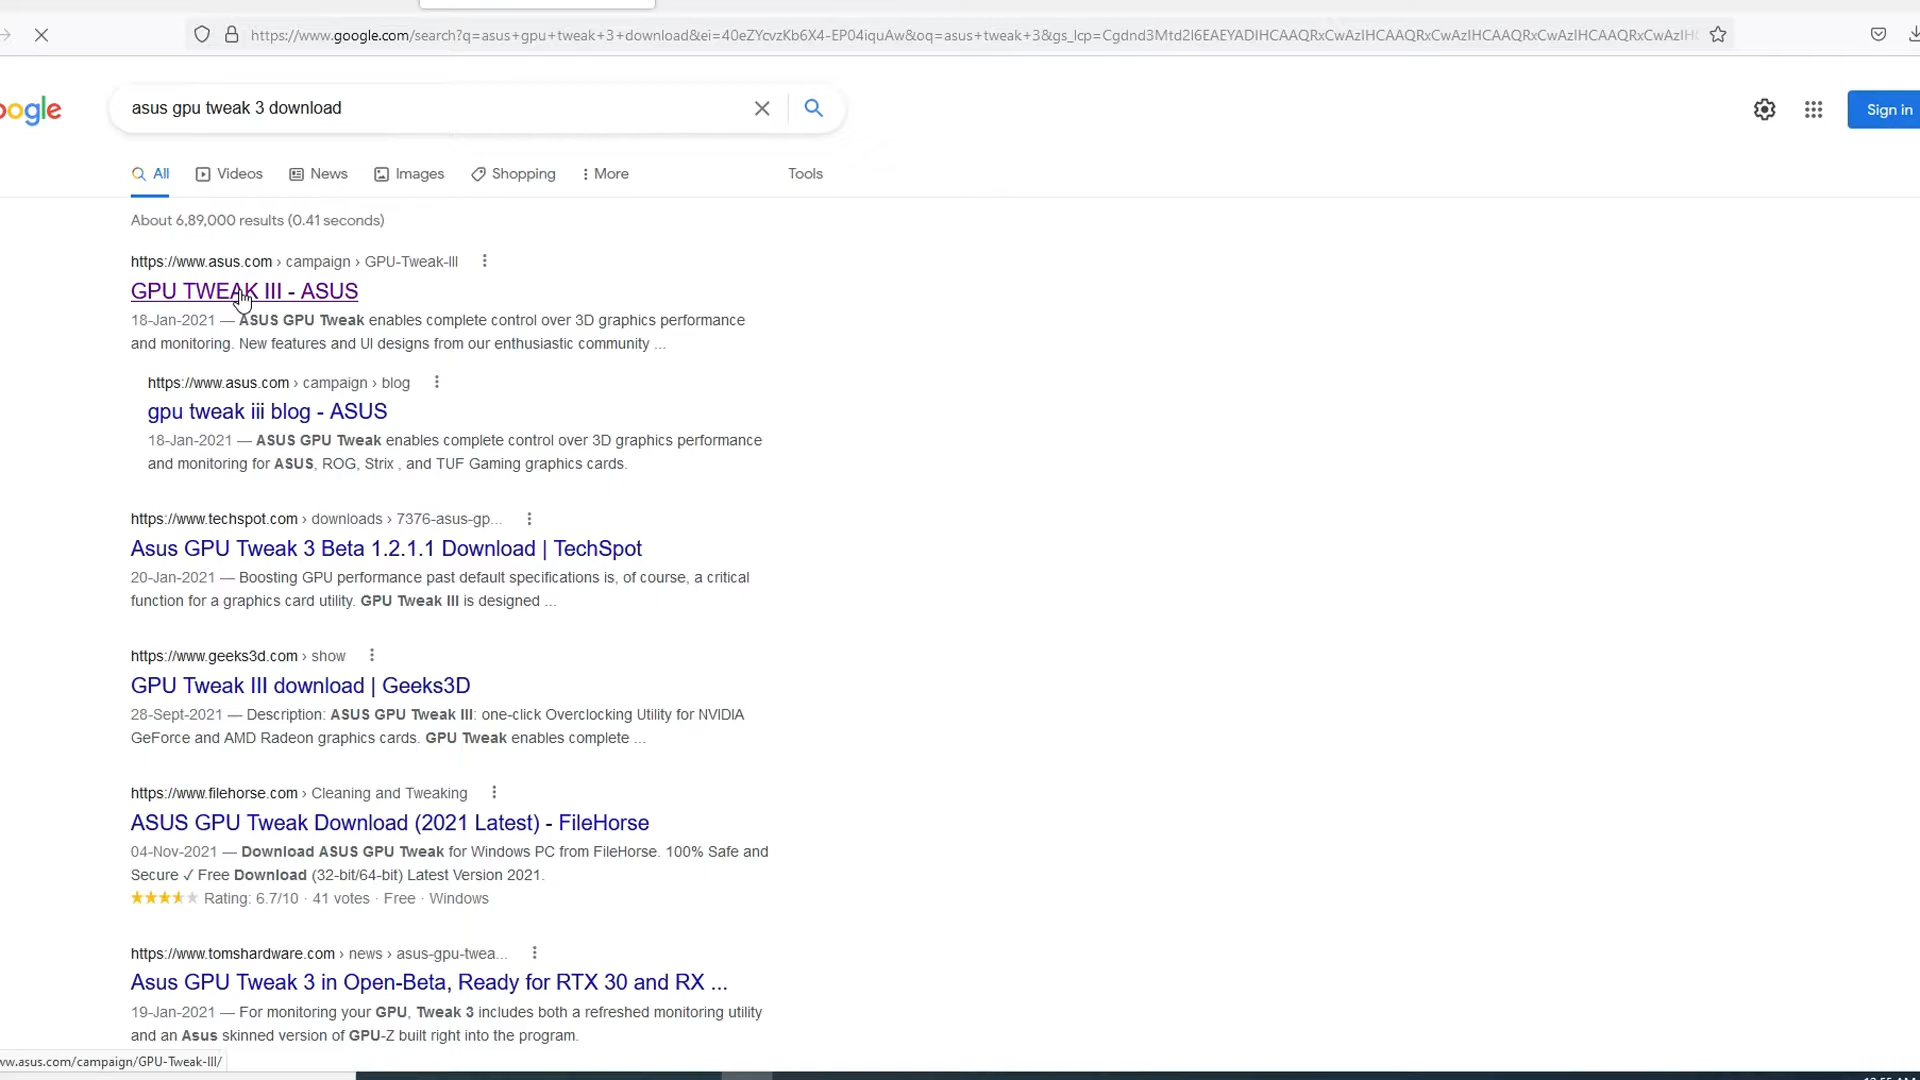 https://www.google.com/search?q=asus+gpu+tweak+3+download&ei=40eZYcvzKb6X4-EP04iquAw&oq=asus+tweak+3&gs_lcp=Cgdnd3Mtd2l6EAEYADIHCAAQRxCwAzIHCAAQRxCwAzIHCAAQRxCwAzIHCAAQRxCwAzIH
oogle
asus gpu tweak 3 download
Sign in
All Videos News Images Shopping More Tools
About 6,89,000 results (0.41 seconds)
https://www.asus.com › campaign › GPU-Tweak-III
GPU TWEAK III - ASUS
18-Jan-2021 — ASUS GPU Tweak enables complete control over 3D graphics performance
and monitoring. New features and UI designs from our enthusiastic community ...
https://www.asus.com › campaign › blog
gpu tweak iii blog - ASUS
18-Jan-2021 — ASUS GPU Tweak enables complete control over 3D graphics performance
and monitoring for ASUS, ROG, Strix , and TUF Gaming graphics cards.
https://www.techspot.com › downloads › 7376-asus-gp...
Asus GPU Tweak 3 Beta 1.2.1.1 Download | TechSpot
20-Jan-2021 — Boosting GPU performance past default specifications is, of course, a critical
function for a graphics card utility. GPU Tweak III is designed ...
https://www.geeks3d.com › show
GPU Tweak III download | Geeks3D
28-Sept-2021 — Description: ASUS GPU Tweak III: one-click Overclocking Utility for NVIDIA
GeForce and AMD Radeon graphics cards. GPU Tweak enables complete ...
https://www.filehorse.com › Cleaning and Tweaking
ASUS GPU Tweak Download (2021 Latest) - FileHorse
04-Nov-2021 — Download ASUS GPU Tweak for Windows PC from FileHorse. 100% Safe and
Secure ✓ Free Download (32-bit/64-bit) Latest Version 2021.
Rating: 6.7/10 · 41 votes · Free · Windows
https://www.tomshardware.com › news › asus-gpu-twea...
Asus GPU Tweak 3 in Open-Beta, Ready for RTX 30 and RX ...
19-Jan-2021 — For monitoring your GPU, Tweak 3 includes both a refreshed monitoring utility
and an Asus skinned version of GPU-Z built right into the program.
ww.asus.com/campaign/GPU-Tweak-III/